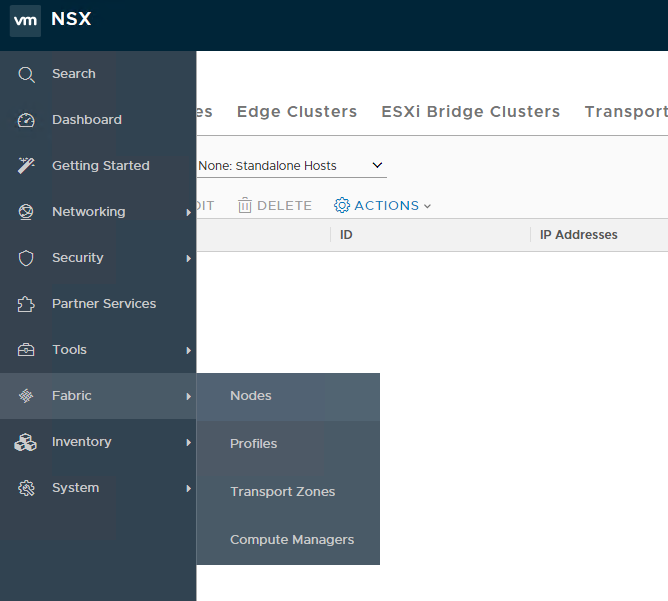 vm NSX
Search
Dashboard
Getting Started
Networking
Security
Partner Services
Tools
Fabric
Inventory
System
Nodes
Profiles
Transport Zones
Compute Managers
es Edge Clusters ESXi Bridge Clusters Transport
None: Standalone Hosts
DIT DELETE ACTIONS
ID IP Addresses